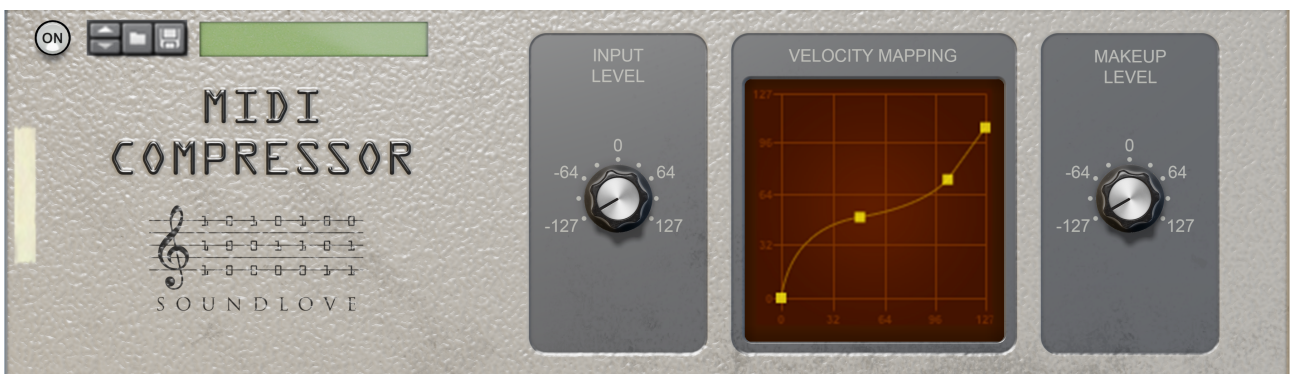 ON
MIDI
COMPRESSOR
SOUNDLOVE
INPUT
LEVEL
0
-64 64
-127 127
VELOCITY MAPPING
127
96
64
32
0
0 32 64 96 127
MAKEUP
LEVEL
0
-64 64
-127 127